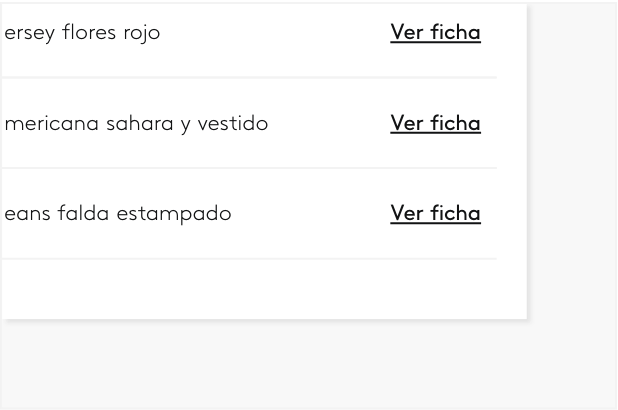 ersey flores rojo Ver ficha
mericana sahara y vestido Ver ficha
eans falda estampado Ver ficha